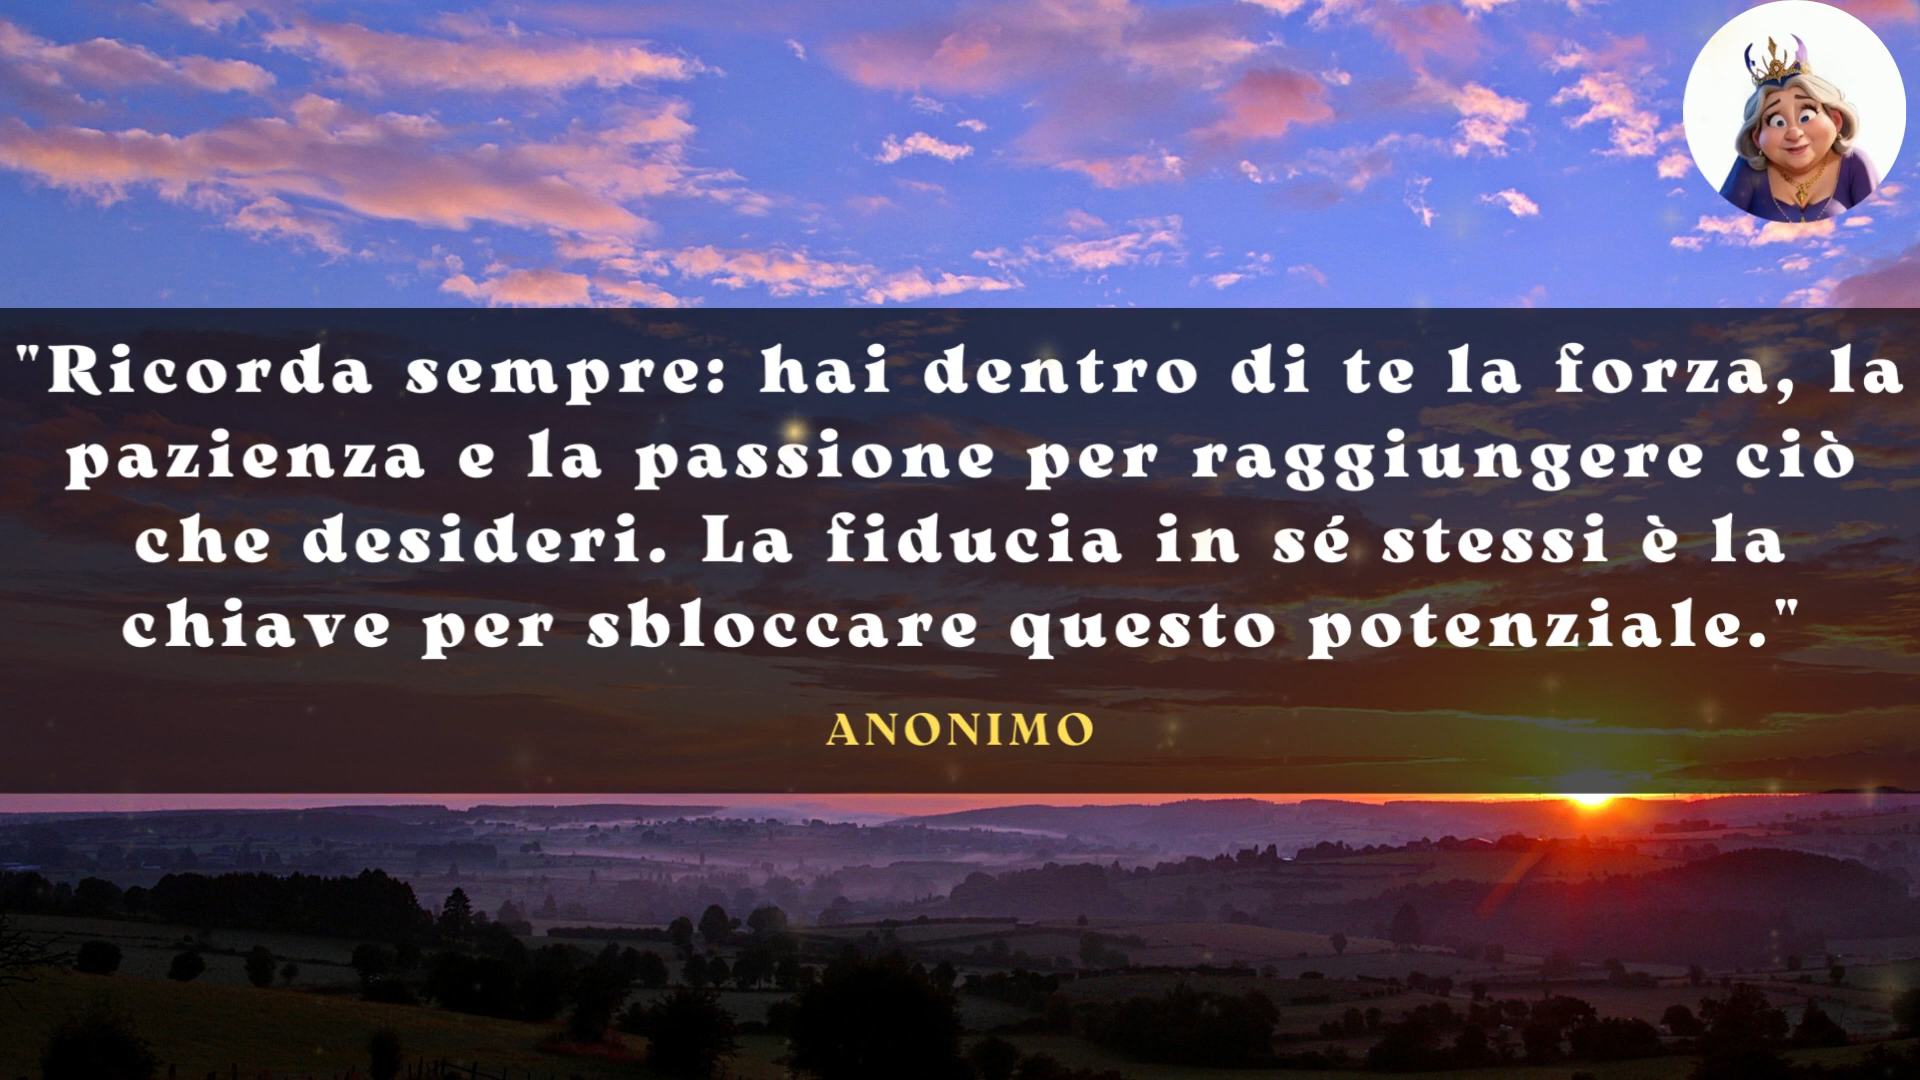 "Ricorda sempre: hai dentro di te la forza, la
pazienza e la passione per raggiungere ciò
che desideri. La fiducia in sé stessi è la
chiave per sbloccare questo potenziale."
ANONIMO